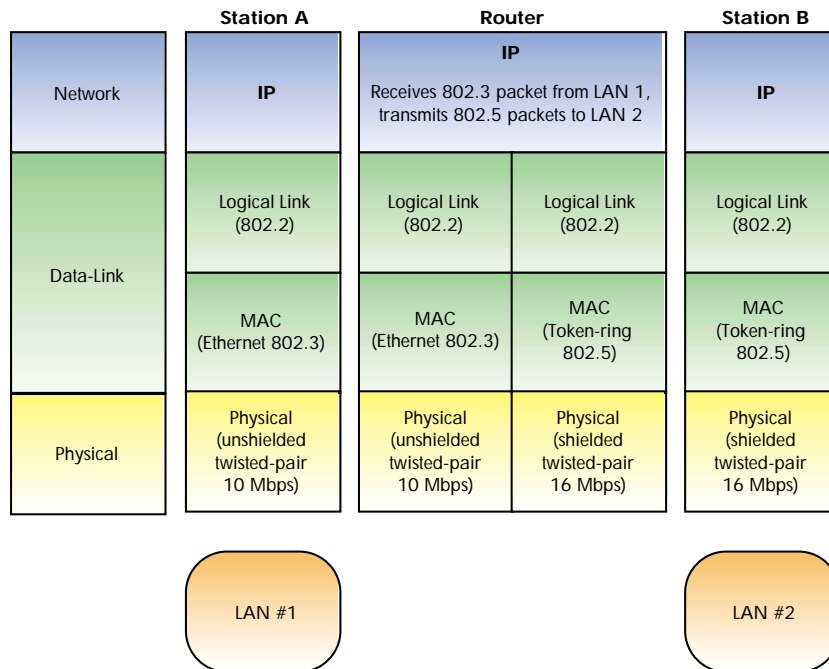 Station A
Router
Station B
Network
IP
IP
Receives 802.3 packet from LAN 1,
transmits 802.5 packets to LAN 2
IP
Data-Link
Logical Link
(802.2)
Logical Link
(802.2)
Logical Link
(802.2)
Logical Link
(802.2)
MAC
(Ethernet 802.3)
MAC
(Ethernet 802.3)
MAC
(Token-ring
802.5)
MAC
(Token-ring
802.5)
Physical
Physical
(unshielded
twisted-pair
10 Mbps)
Physical
(unshielded
twisted-pair
10 Mbps)
Physical
(shielded
twisted-pair
16 Mbps)
Physical
(shielded
twisted-pair
16 Mbps)
LAN #1
LAN #2